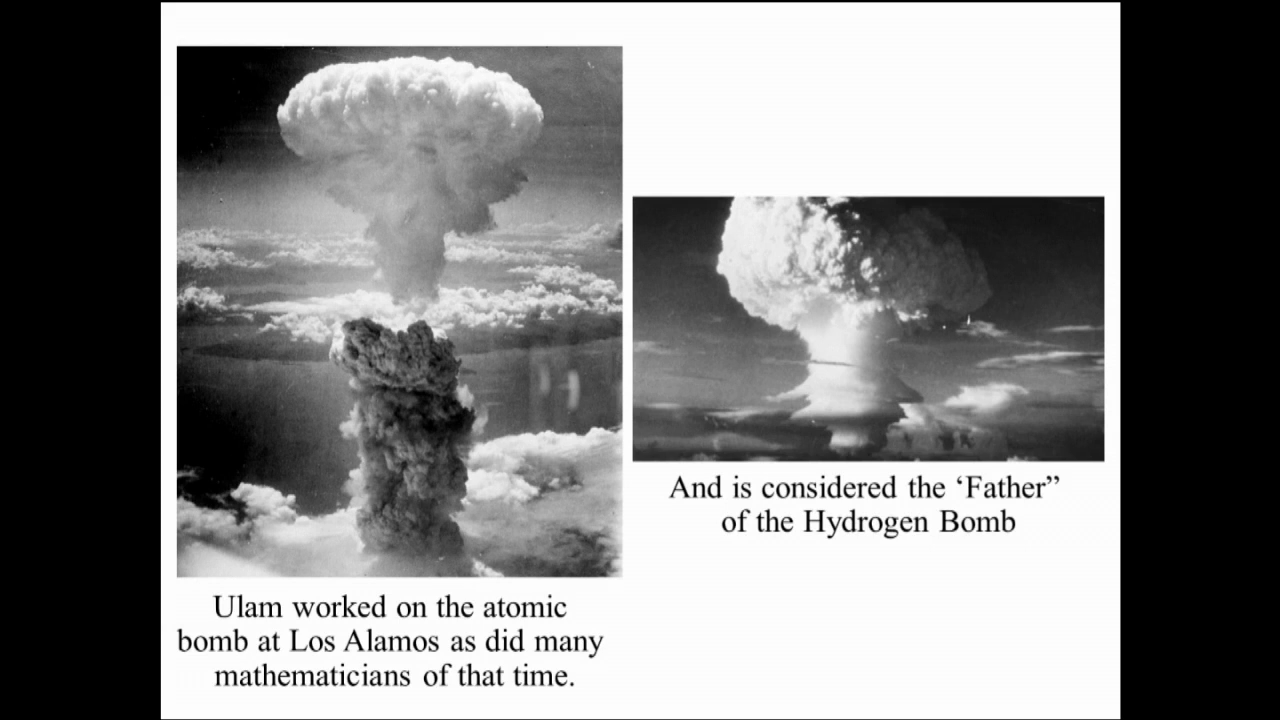 And is considered the ‘Father”
of the Hydrogen Bomb
Ulam worked on the atomic
bomb at Los Alamos as did many
mathematicians of that time.